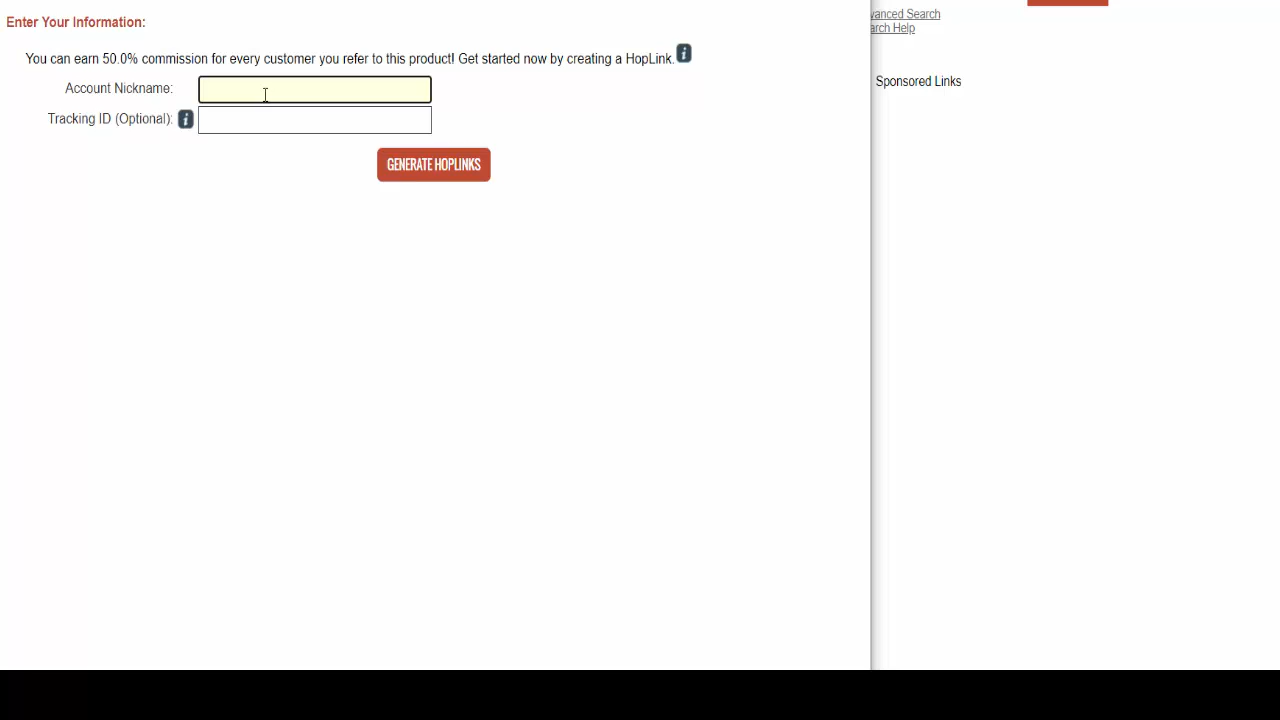 Enter Your Information:
You can earn 50.0% commission for every customer you refer to this product! Get started now by creating a HopLink.
Account Nickname:
Tracking ID (Optional):
GENERATE HOPLINKS
vanced Search
arch Help
Sponsored Links